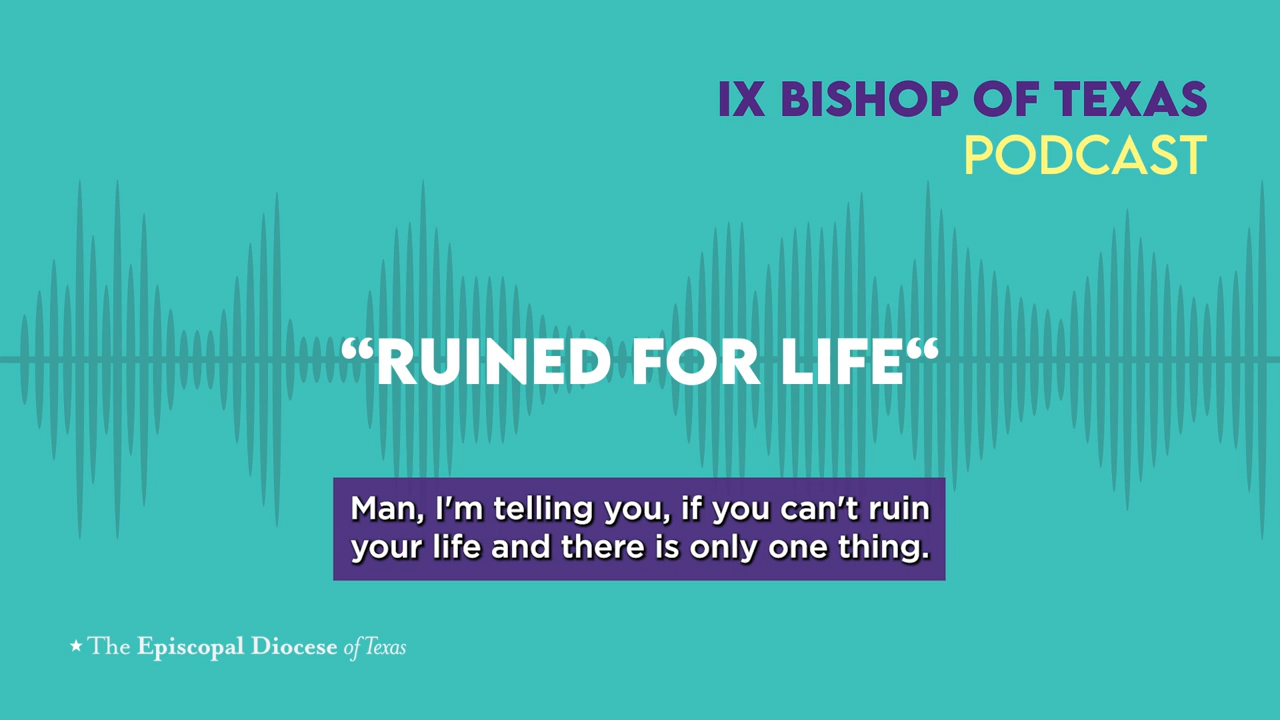 IX BISHOP OF TEXAS
PODCAST
“RUINED FOR LIFE“
Man, I'm telling you, if you can't ruin
your life and there is only one thing.
The Episcopal Diocese of Texas